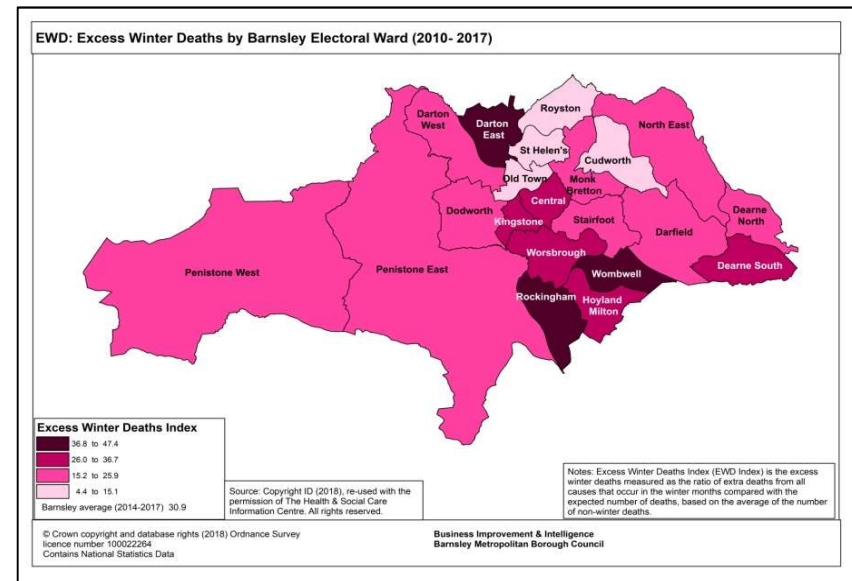 EWD: Excess Winter Deaths by Barnsley Electoral Ward (2010- 2017)
Royston
Darton
West
Darton
East
North East
St Helen's
Cudworth
Old Town
Monk
Bretton
Central
Dodworth
Kingstone
Stairfoot
Dearne
North
Darfield
Worsbrough
Penistone West
Penistone East
Wombwell
Dearne South
Rockingham
Hoyland
Milton
Excess Winter Deaths Index
36.8 to 47.4
26.0 to 36.7
15.2 to 25.9
4.4 to 15.1
Barnsley average (2014-2017) 30.9
Source: Copyright ID (2018), re-used with the
permission of The Health & Social Care
Information Centre. All rights reserved.
Notes: Excess Winter Deaths Index (EWD Index) is the excess
winter deaths measured as the ratio of extra deaths from all
causes that occur in the winter months compared with the
expected number of deaths, based on the average of the number
of non-winter deaths.
© Crown copyright and database rights (2018) Ordnance Survey
licence number 100022264
Contains National Statistics Data
Business Improvement & Intelligence
Barnsley Metropolitan Borough Council